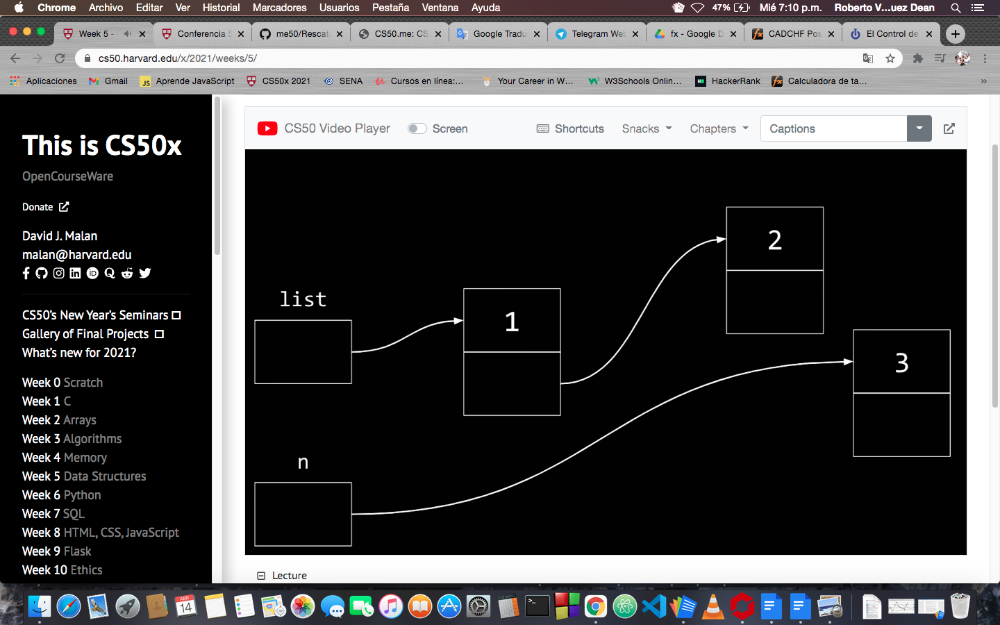 Chrome Archivo Editar Ver Historial Marcadores Usuarios Pestaña Ventana Ayuda 47% Mié 7:10 p.m. Roberto V...uez Dean
Week 5 - Conferencia 5 me50/Rescat CS50.me: CS Google Tradu Telegram Web fx - Google D CADCHF Pos El Control de
cs50.harvard.edu/x/2021/weeks/5/
Aplicaciones Gmail JS Aprende JavaScript CS50x 2021 SENA Cursos en línea:... Your Career in W... W3Schools Onlin... HackerRank Calculadora de ta... »
This is CS50x
OpenCourseWare
Donate
David J. Malan
malan@harvard.edu
CS50's New Year's Seminars
Gallery of Final Projects
What's new for 2021?
Week 0 Scratch
Week 1 C
Week 2 Arrays
Week 3 Algorithms
Week 4 Memory
Week 5 Data Structures
Week 6 Python
Week 7 SQL
Week 8 HTML, CSS, JavaScript
Week 9 Flask
Week 10 Ethics
CS50 Video Player Screen Shortcuts Snacks Chapters Captions
2
list
1
3
n
Lecture
ABR
14